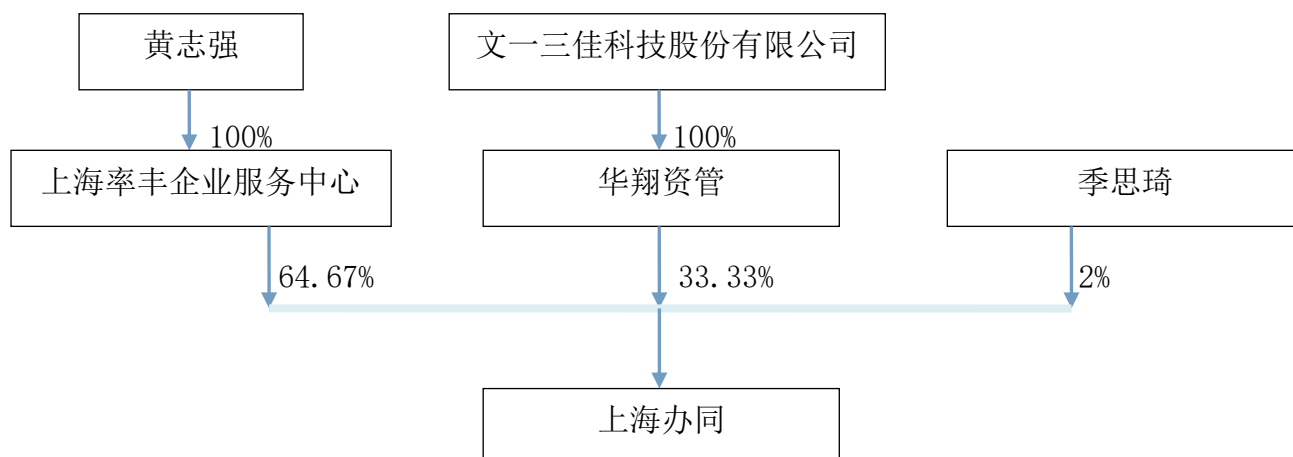 黄志强
文一三佳科技股份有限公司
100%
100%
上海率丰企业服务中心
华翔资管
季思琦
64.67%
33.33%
2%
上海办同